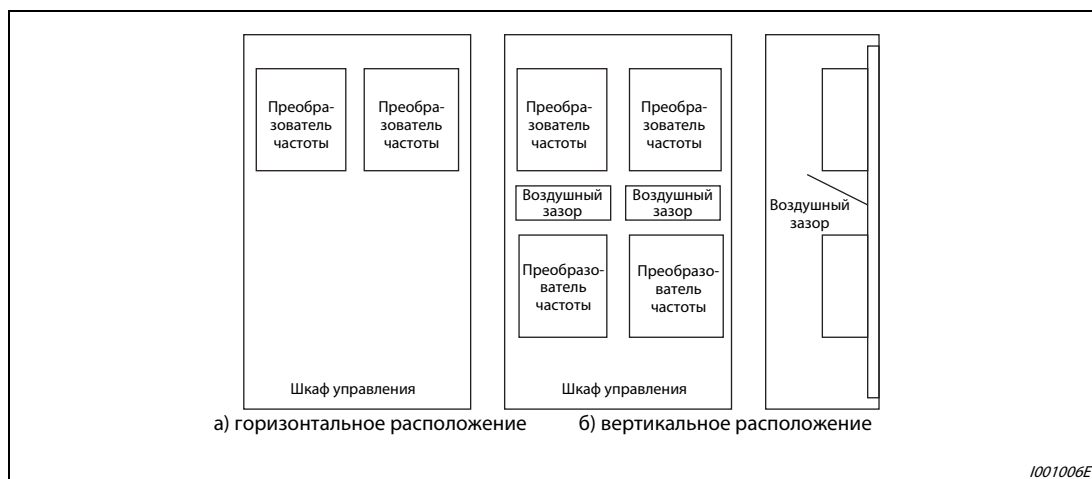 Преобра-
зователь
частоты
Преобра-
зователь
частоты
Шкаф управления
Преобра-
зователь
частоты
Преобра-
зователь
частоты
Воздушный
зазор
Воздушный
зазор
Преобразо-
ватель
частоты
Преобразо-
ватель
частоты
Шкаф управления
Воздушный
зазор
а) горизонтальное расположение
б) вертикальное расположение
I001006E